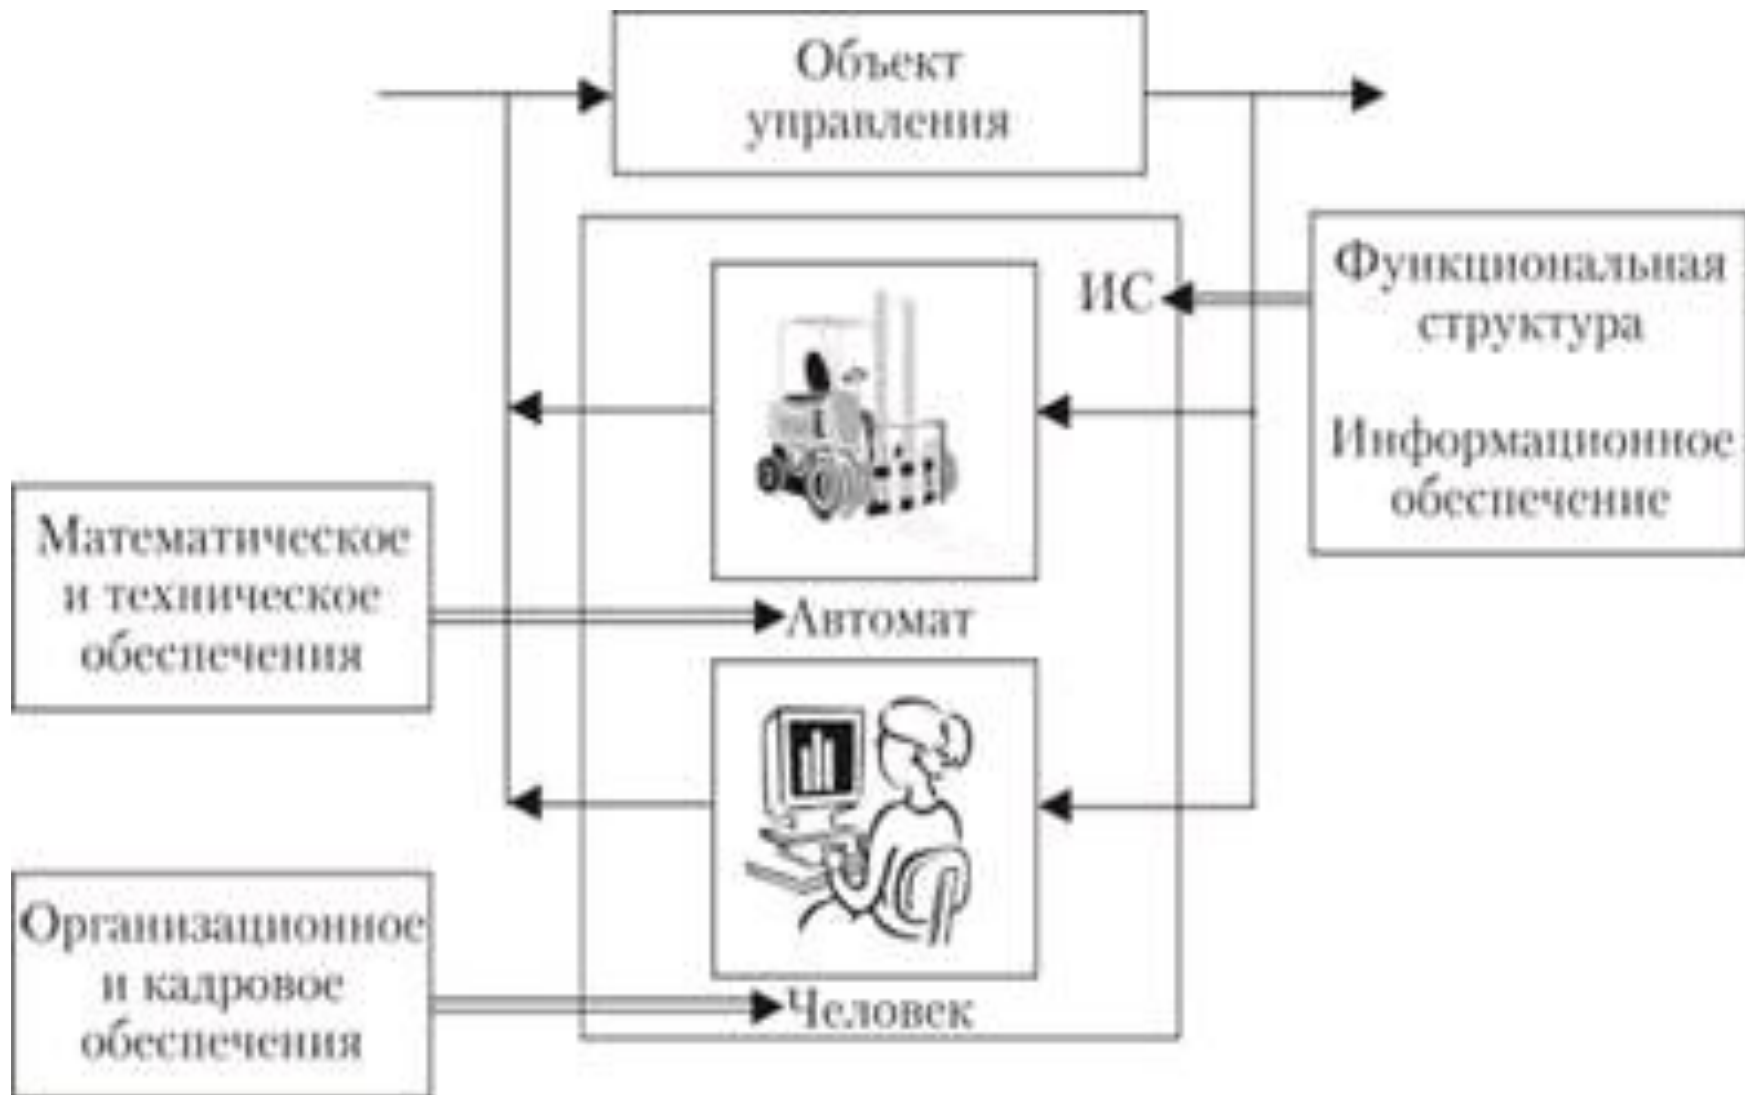 Объект
управления
ИС
Функциональная
структура
Информационное
обеспечение
Математическое
и техническое
обеспечения
Автомат
Организационное
и кадровое
обеспечения
Человек